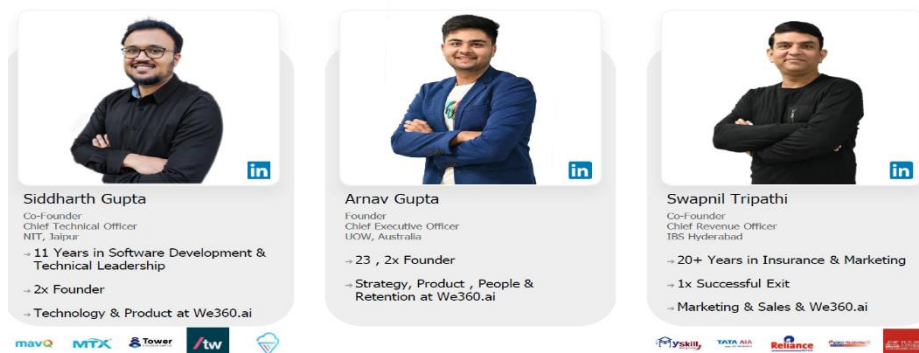 in
in
in
Siddharth Gupta
Co-Founder
Chief Technical Officer
NIT, Jaipur
→ 11 Years in Software Development &
Technical Leadership
→ 2x Founder
→ Technology & Product at We360.ai
Arnav Gupta
Founder
Chief Executive Officer
UOW, Australia
→ 23 , 2x Founder
→ Strategy, Product , People &
Retention at We360.ai
Swapnil Tripathi
Co-Founder
Chief Revenue Officer
IBS Hyderabad
→ 20+ Years in Insurance & Marketing
→ 1x Successful Exit
→ Marketing & Sales & We360.ai
mavQ
MTX
Tower
/tw
Myskill
TATA AIA
Reliance